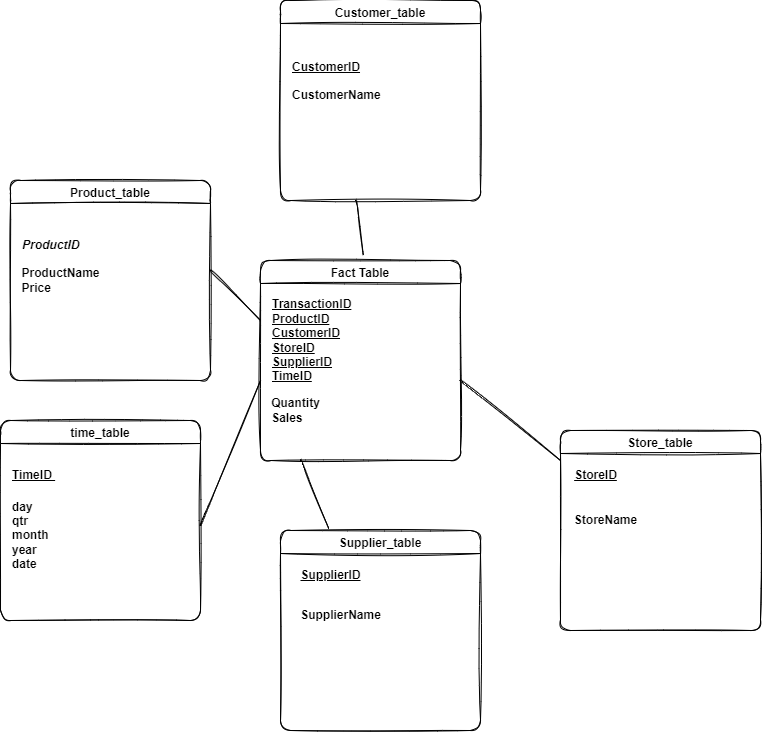 Customer_table
CustomerID
CustomerName
Product_table
ProductID
ProductName
Price
Fact Table
TransactionID
ProductID
CustomerID
StoreID
SupplierID
TimeID
Quantity
Sales
time_table
TimeID
day
qtr
month
year
date
Store_table
StoreID
StoreName
Supplier_table
SupplierID
SupplierName